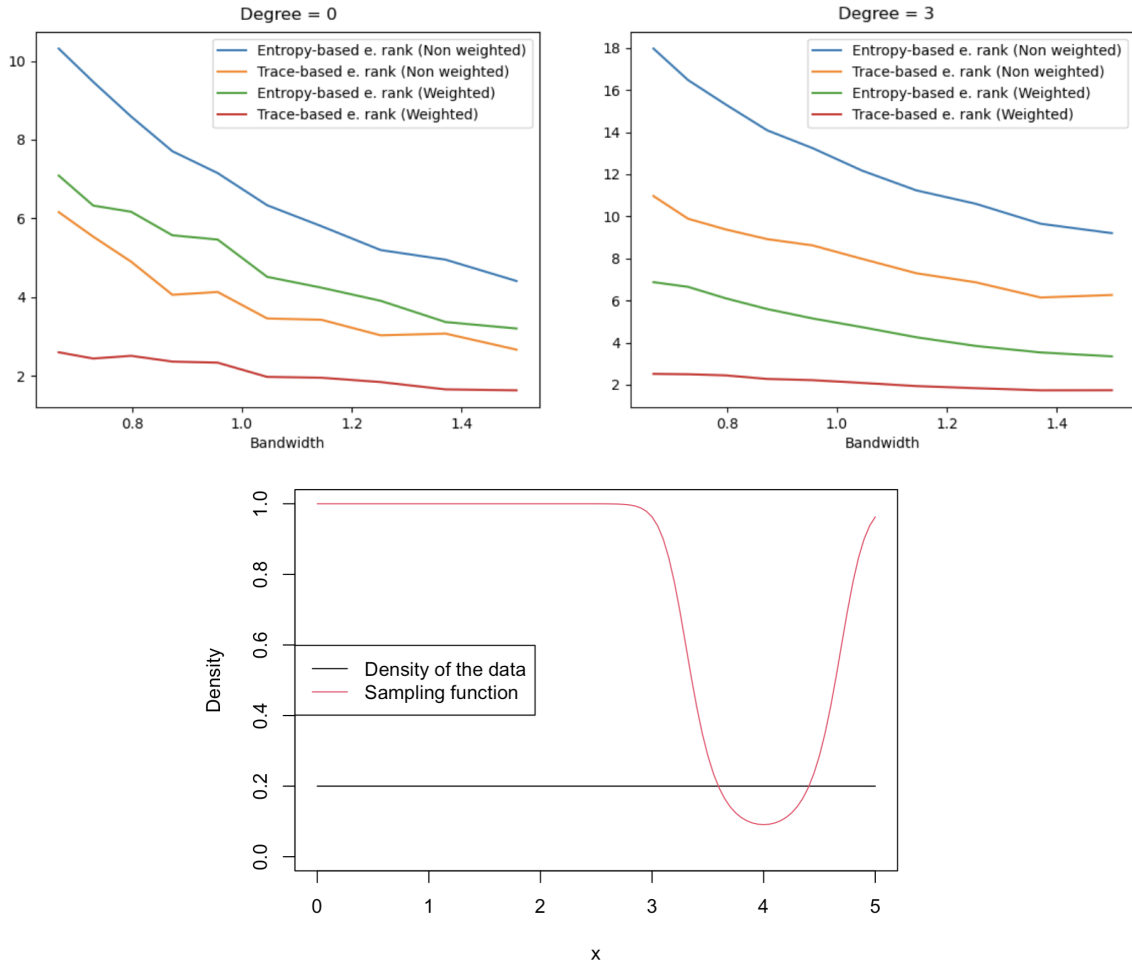 Degree = 0
Entropy-based e. rank (Non weighted)
Trace-based e. rank (Non weighted)
Entropy-based e. rank (Weighted)
Trace-based e. rank (Weighted)
10
8
6
4
2
0.8 1.0 1.2 1.4
Bandwidth
Degree = 3
Entropy-based e. rank (Non weighted)
Trace-based e. rank (Non weighted)
Entropy-based e. rank (Weighted)
Trace-based e. rank (Weighted)
18
16
14
12
10
8
6
4
2
0.8 1.0 1.2 1.4
Bandwidth
Density
1.0
0.8
0.6
0.4
0.2
0.0
Density of the data
Sampling function
0 1 2 3 4 5
x